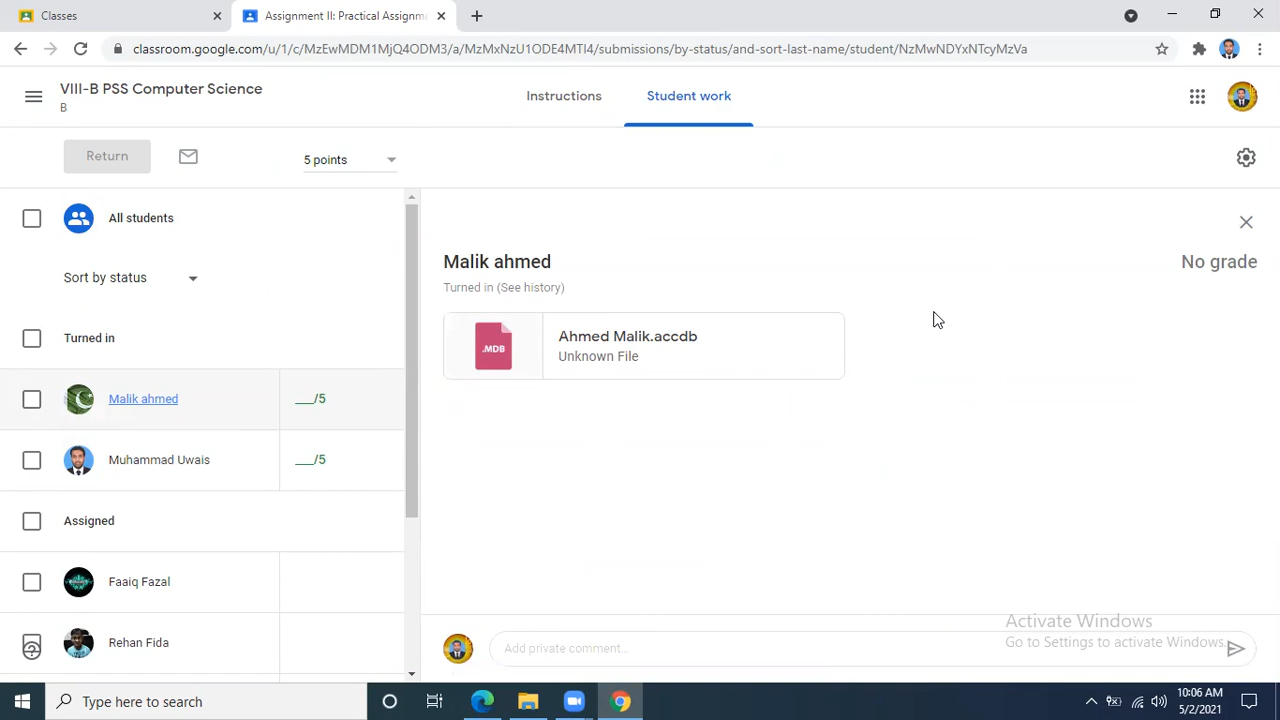 Classes
Assignment II: Practical Assignm
classroom.google.com/u/1/c/MzEwMDM1MjQ4ODM3/a/MzMxNzU1ODE4MTI4/submissions/by-status/and-sort-last-name/student/NzMwNDYxNTcyMzVa
VIII-B PSS Computer Science
B
Instructions
Student work
Return
5 points
All students
Sort by status
Turned in
Malik ahmed
___/5
Muhammad Uwais
___/5
Assigned
Faaiq Fazal
Rehan Fida
Malik ahmed
No grade
Turned in (See history)
.MDB
Ahmed Malik.accdb
Unknown File
Add private comment...
Activate Windows
Go to Settings to activate Windows.
Type here to search
10:06 AM
5/2/2021